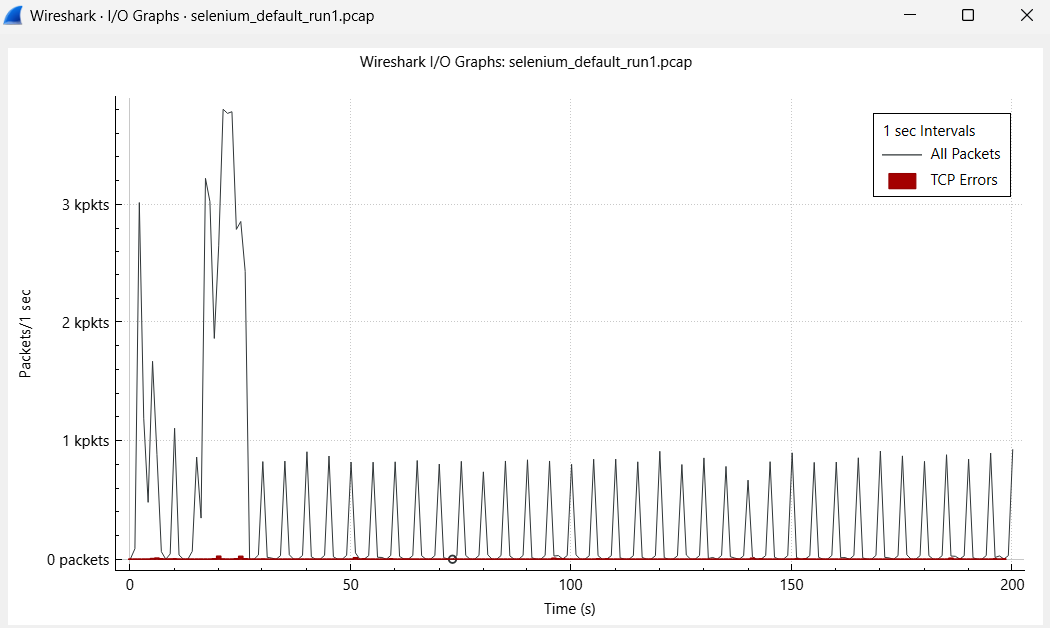 Wireshark · I/O Graphs · selenium_default_run1.pcap
Wireshark I/O Graphs: selenium_default_run1.pcap
1 sec Intervals
All Packets
TCP Errors
3 kpkts
2 kpkts
1 kpkts
0 packets
Packets/1 sec
0 50 100 150 200
Time (s)